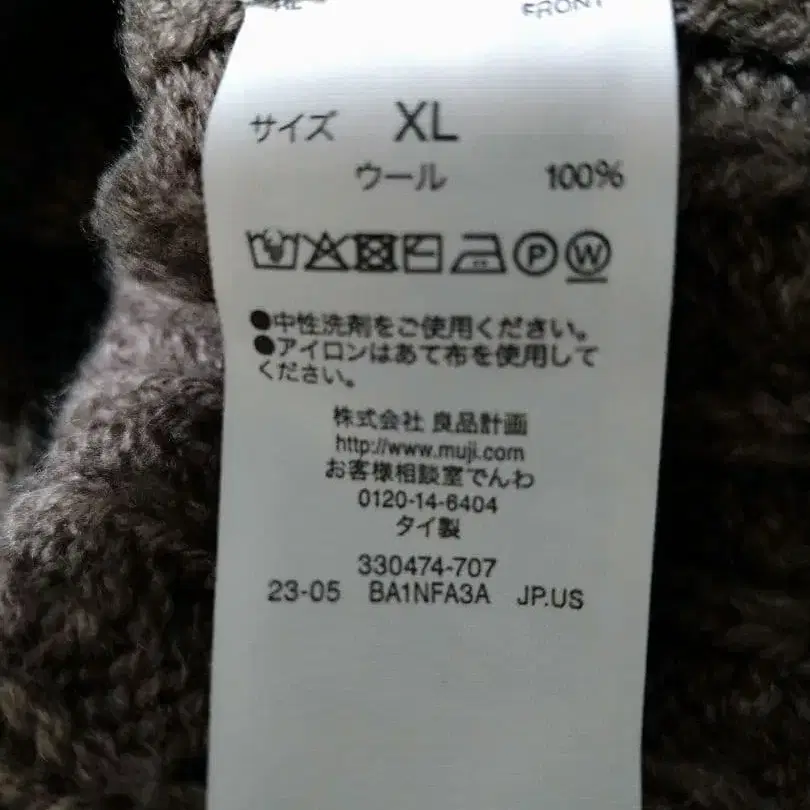 FRONT
サイズ XL
ウール 100%
P W
●中性洗剤をご使用ください。
●アイロンはあて布を使用して
ください。
株式会社 良品計画
http://www.muji.com
お客様相談室でんわ
0120-14-6404
タイ製
330474-707
23-05 BA1NFA3A JP.US